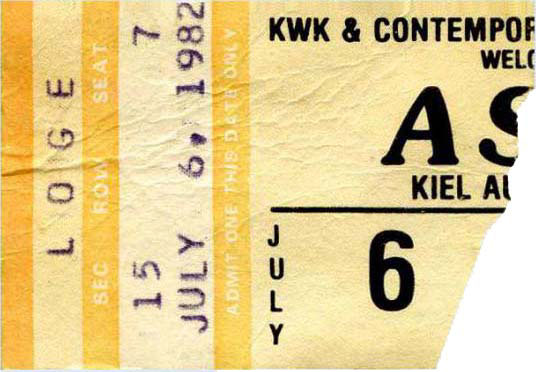 LOGE
SEC ROW SEAT
15 7
JULY 6, 1982
ADMIT ONE THIS DATE ONLY
KWK & CONTEMPOR
WELC
AS
KIEL AU
JULY
6